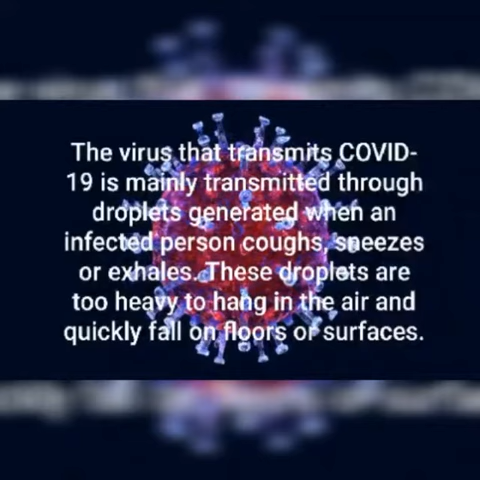 The virus that transmits COVID-
19 is mainly transmitted through
droplets generated when an
infected person coughs, sneezes
or exhales. These droplets are
too heavy to hang in the air and
quickly fall on floors or surfaces.